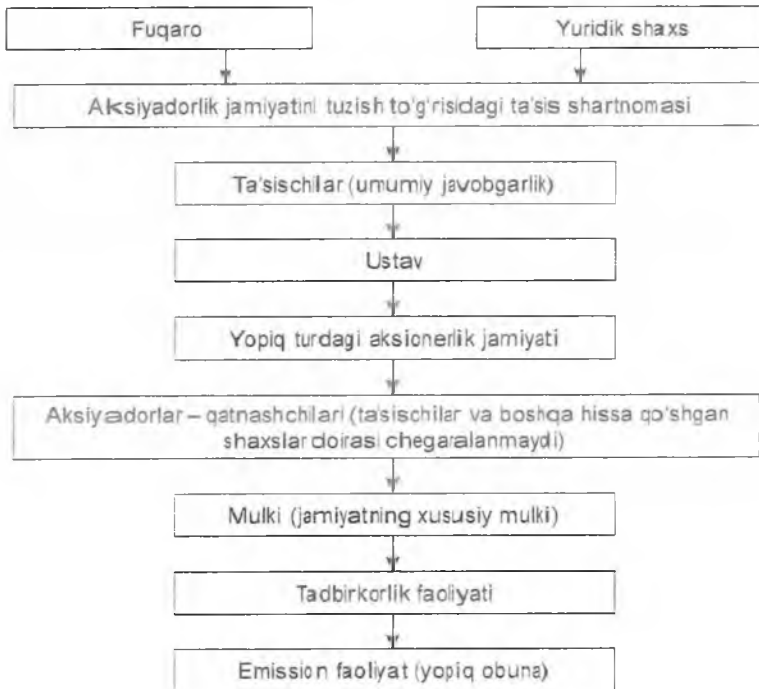 Fuqaro
Yuridik shaxs
Aksiyadorlik jamiyatini tuzish to'g'risidagi ta'sis shartnomasi
Ta'sischilar (umumiy javobgarlik)
Ustav
Yopiq turdagi aksionerlik jamiyati
Aksiyadorlar – qatnashchilari (ta'sischilar va boshqa hissa qo'shgan
shaxslar doirasi chegaralanmaydi)
Mulki (jamiyatning xususiy mulki)
Tadbirkorlik faoliyati
Emission faoliyat (yopiq obuna)